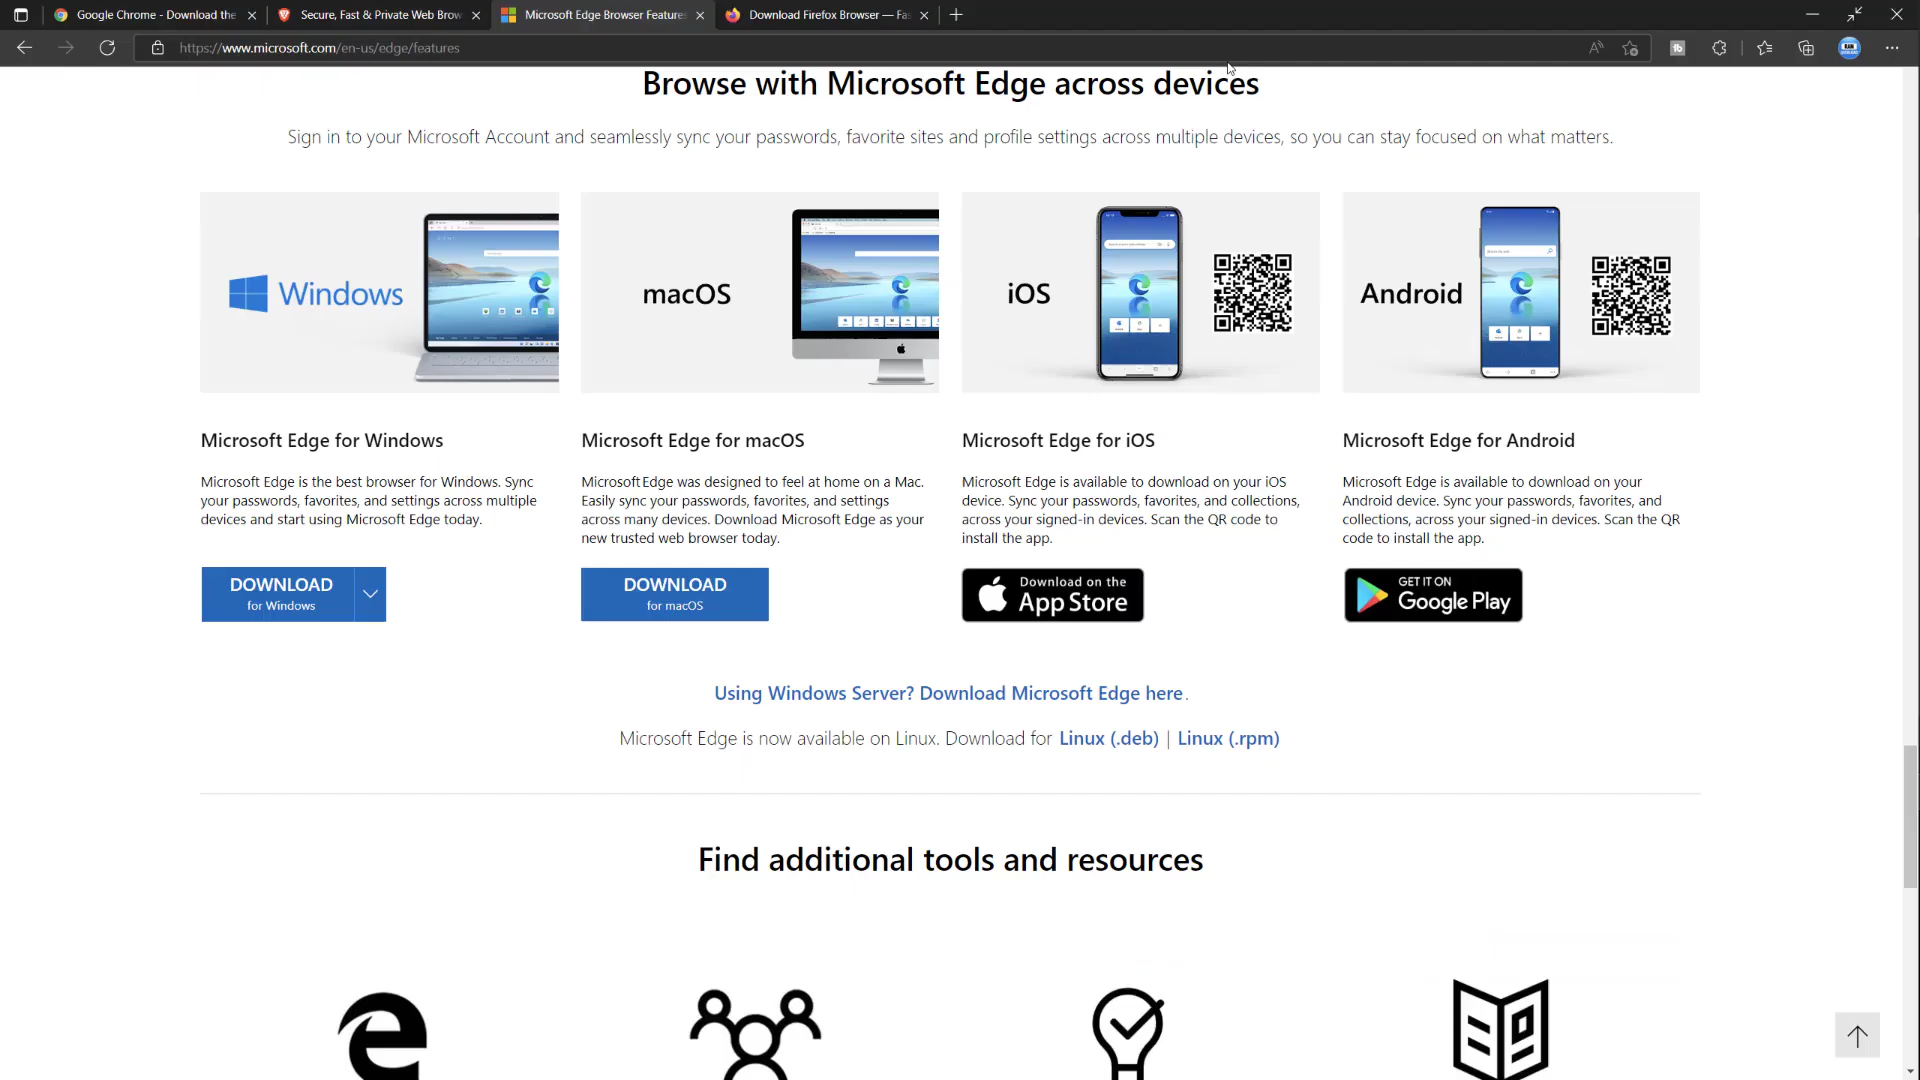 Google Chrome - Download the
Secure, Fast & Private Web Brow
Microsoft Edge Browser Features
Download Firefox Browser — Fas
https://www.microsoft.com/en-us/edge/features
Browse with Microsoft Edge across devices
Sign in to your Microsoft Account and seamlessly sync your passwords, favorite sites and profile settings across multiple devices, so you can stay focused on what matters.
Windows
macOS
iOS
Android
Microsoft Edge for Windows
Microsoft Edge is the best browser for Windows. Sync
your passwords, favorites, and settings across multiple
devices and start using Microsoft Edge today.
DOWNLOAD
for Windows
Microsoft Edge for macOS
Microsoft Edge was designed to feel at home on a Mac.
Easily sync your passwords, favorites, and settings
across many devices. Download Microsoft Edge as your
new trusted web browser today.
DOWNLOAD
for macOS
Microsoft Edge for iOS
Microsoft Edge is available to download on your iOS
device. Sync your passwords, favorites, and collections,
across your signed-in devices. Scan the QR code to
install the app.
Download on the
App Store
Microsoft Edge for Android
Microsoft Edge is available to download on your
Android device. Sync your passwords, favorites, and
collections, across your signed-in devices. Scan the QR
code to install the app.
GET IT ON
Google Play
Using Windows Server? Download Microsoft Edge here.
Microsoft Edge is now available on Linux. Download for Linux (.deb) | Linux (.rpm)
Find additional tools and resources